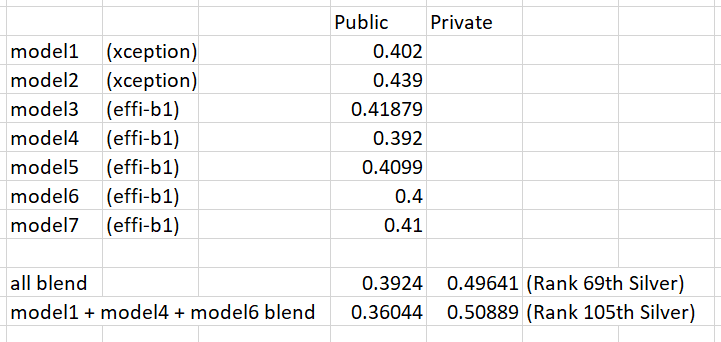 Public Private
model1 (xception) 0.402
model2 (xception) 0.439
model3 (effi-b1) 0.41879
model4 (effi-b1) 0.392
model5 (effi-b1) 0.4099
model6 (effi-b1) 0.4
model7 (effi-b1) 0.41
all blend 0.3924 0.49641 (Rank 69th Silver)
model1 + model4 + model6 blend 0.36044 0.50889 (Rank 105th Silver)